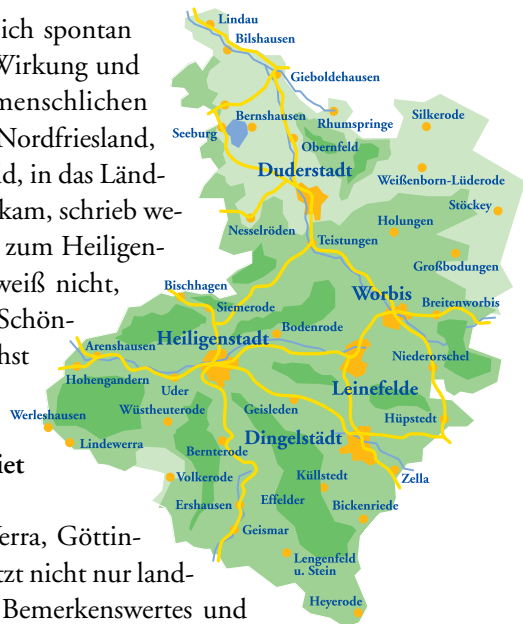 ich spontan
Wirkung und
menschlichen
Nordfriesland,
ld, in das Länd-
kam, schrieb we-
zum Heiligen-
weiß nicht,
Schön-
hst
iet
Verra, Göttin-
tzt nicht nur land-
Bemerkenswertes und
Lindau
Bilshausen
Gieboldehausen
Bernshausen
Rhumspringe
Silkerode
Seeburg
Obernfeld
Duderstadt
Weißenborn-Lüderode
Stöckey
Nesselröden
Holungen
Teistungen
Großbodungen
Bischhagen
Worbis
Siemerode
Breitenworbis
Bodenrode
Arenshausen
Heiligenstadt
Niederorschel
Hohengandern
Uder
Leinefelde
Werleshausen
Wüstheuterode
Geisleden
Hüpstedt
Lindewerra
Dingelstädt
Bernterode
Volkerode
Küllstedt
Zella
Ershausen
Effelder
Bickenriede
Geismar
Lengenfeld
u. Stein
Heyerode